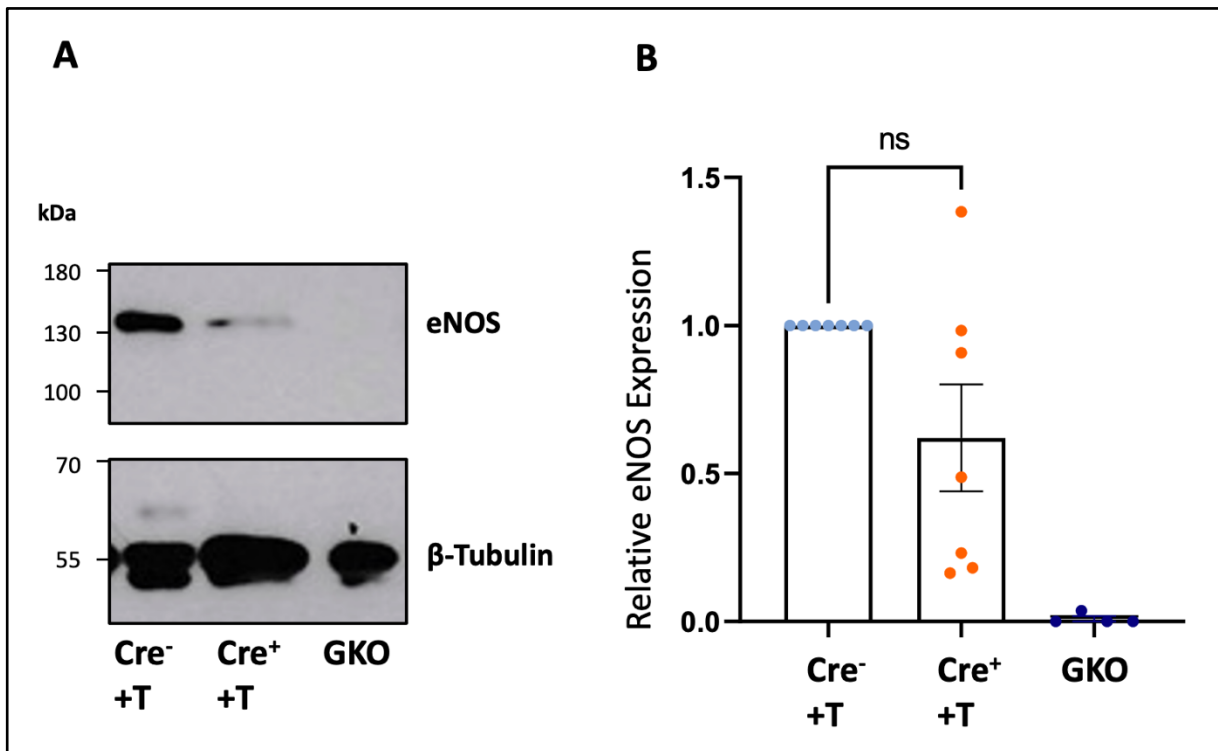 A
kDa
180
130
100
eNOS
70
55
β-Tubulin
Cre⁻ Cre⁺ GKO
+T +T
B
ns
1.5
1.0
0.5
0.0
Relative eNOS Expression
Cre⁻ Cre⁺ GKO
+T +T